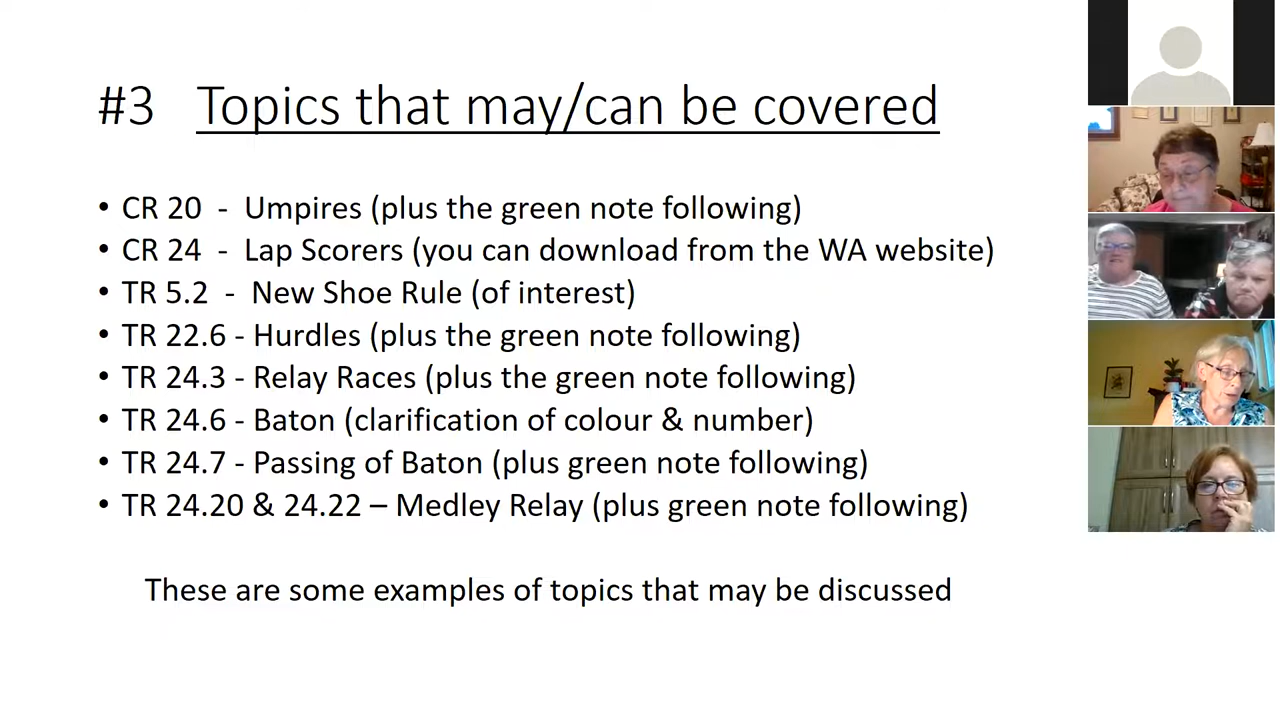 #3 Topics that may/can be covered
• CR 20 - Umpires (plus the green note following)
• CR 24 - Lap Scorers (you can download from the WA website)
• TR 5.2 - New Shoe Rule (of interest)
• TR 22.6 - Hurdles (plus the green note following)
• TR 24.3 - Relay Races (plus the green note following)
• TR 24.6 - Baton (clarification of colour & number)
• TR 24.7 - Passing of Baton (plus green note following)
• TR 24.20 & 24.22 – Medley Relay (plus green note following)
These are some examples of topics that may be discussed